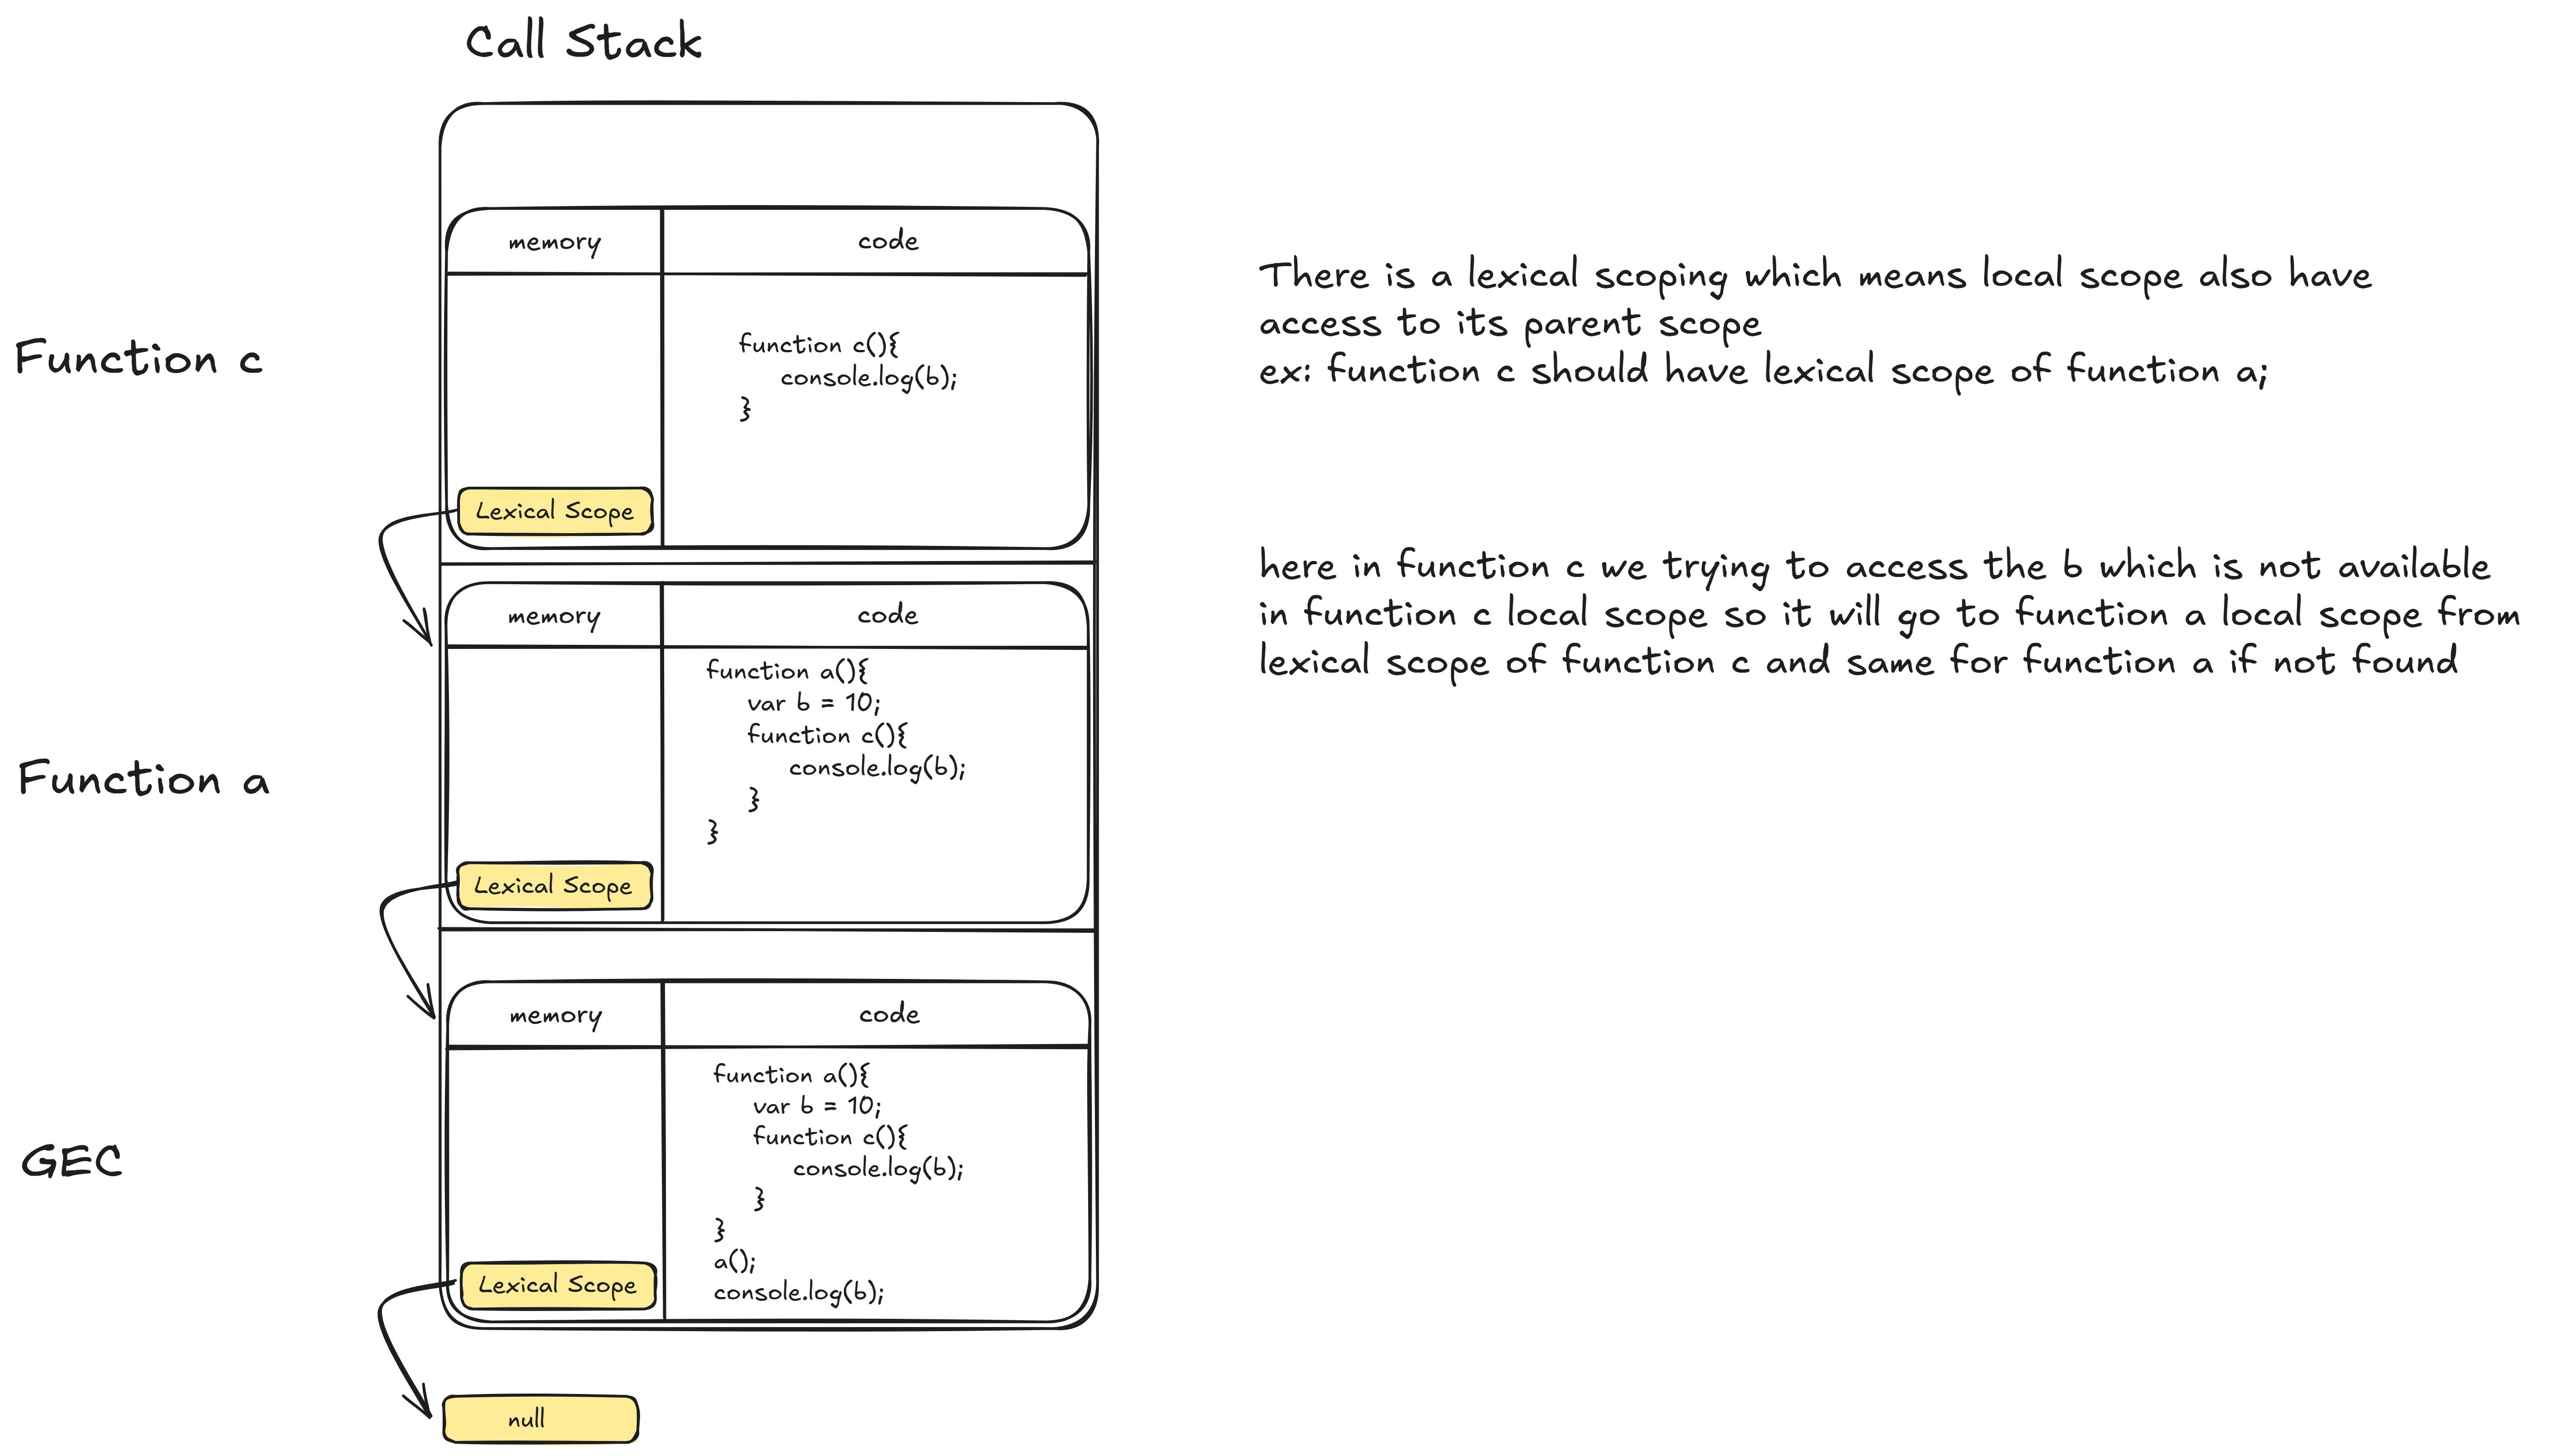 Call Stack
Function c
memory
code
function c(){
console.log(b);
}
Lexical Scope
There is a lexical scoping which means local scope also have
access to its parent scope
ex: function c should have lexical scope of function a;
here in function c we trying to access the b which is not available
in function c local scope so it will go to function a local scope from
lexical scope of function c and same for function a if not found
Function a
memory
code
function a(){
var b = 10;
function c(){
console.log(b);
}
}
Lexical Scope
GEC
memory
code
function a(){
var b = 10;
function c(){
console.log(b);
}
}
a();
console.log(b);
Lexical Scope
null